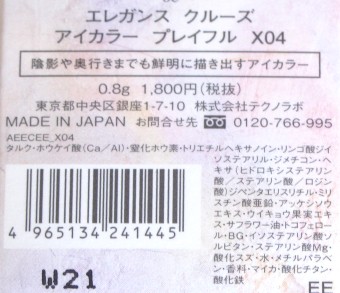 エレガンス クルーズ
アイカラー プレイフル X04
陰影や奥行きまでも鮮明に描き出すアイカラー
0.8g 1,800円(税抜)
東京都中央区銀座1-7-10 株式会社テクノラボ
MADE IN JAPAN お問合せ先 0120-766-995
AEECEE_X04
タルク・ホウケイ酸(Ca/Al)・窒化ホウ素・トリエチルヘキサノイン・リンゴ酸ジイ
ソステアリル・ジメチコン・ヘ
キサ(ヒドロキシステアリン
酸/ステアリン酸/ロジン
酸)ジペンタエリスリチル・ミリ
スチン酸亜鉛・アッケシソウ
エキス・ウイキョウ果実エキ
ス・サフラワー油・トコフェロー
ル・BG・イソステアリン酸ソ
ルビタン・ステアリン酸Mg・
酸化スズ・水・メチルパラベ
ン・香料・マイカ・酸化チタン・
酸化鉄
4 965134 241445
W21
EE